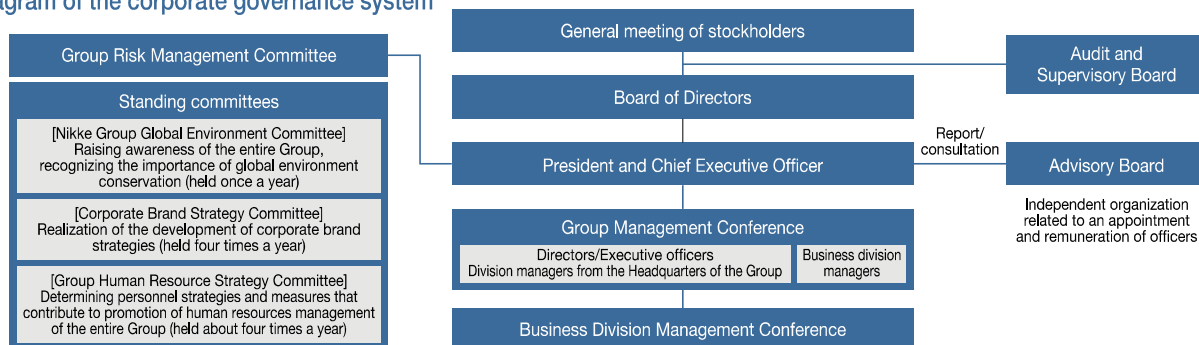 agram of the corporate governance system
Group Risk Management Committee
Standing committees
[Nikke Group Global Environment Committee]
Raising awareness of the entire Group,
recognizing the importance of global environment
conservation (held once a year)
[Corporate Brand Strategy Committee]
Realization of the development of corporate brand
strategies (held four times a year)
[Group Human Resource Strategy Committee]
Determining personnel strategies and measures that
contribute to promotion of human resources management
of the entire Group (held about four times a year)
General meeting of stockholders
Board of Directors
President and Chief Executive Officer
Group Management Conference
Directors/Executive officers
Division managers from the Headquarters of the Group
Business division
managers
Business Division Management Conference
Audit and
Supervisory Board
Report/
consultation
Advisory Board
Independent organization
related to an appointment
and remuneration of officers